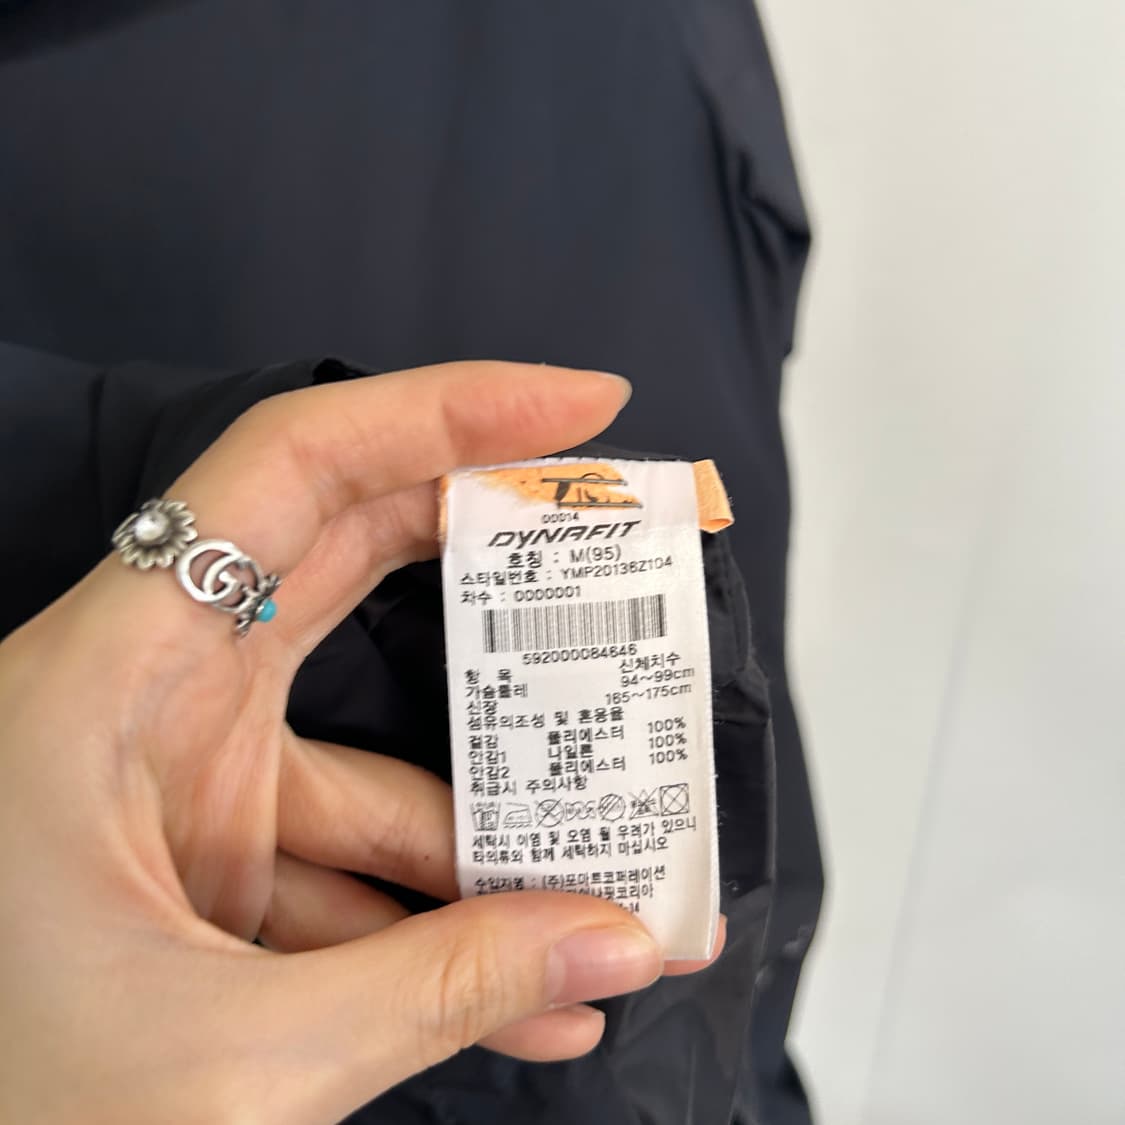 00014
DYNAFIT
호칭 : M(95)
스타일번호 : YMP20136Z104
차수 : 0000001
592000084646
항 목 신체치수
가슴둘레 94~99cm
신장 165~175cm
섬유의조성 및 혼용율
겉감 폴리에스터 100%
안감1 나일론 100%
안감2 폴리에스터 100%
취급시 주의사항
세탁시 이염 및 오염 될 우려가 있으니
타의류와 함께 세탁하지 마십시오
수입자명 : (주)포마트코퍼레이션
코리아
-14